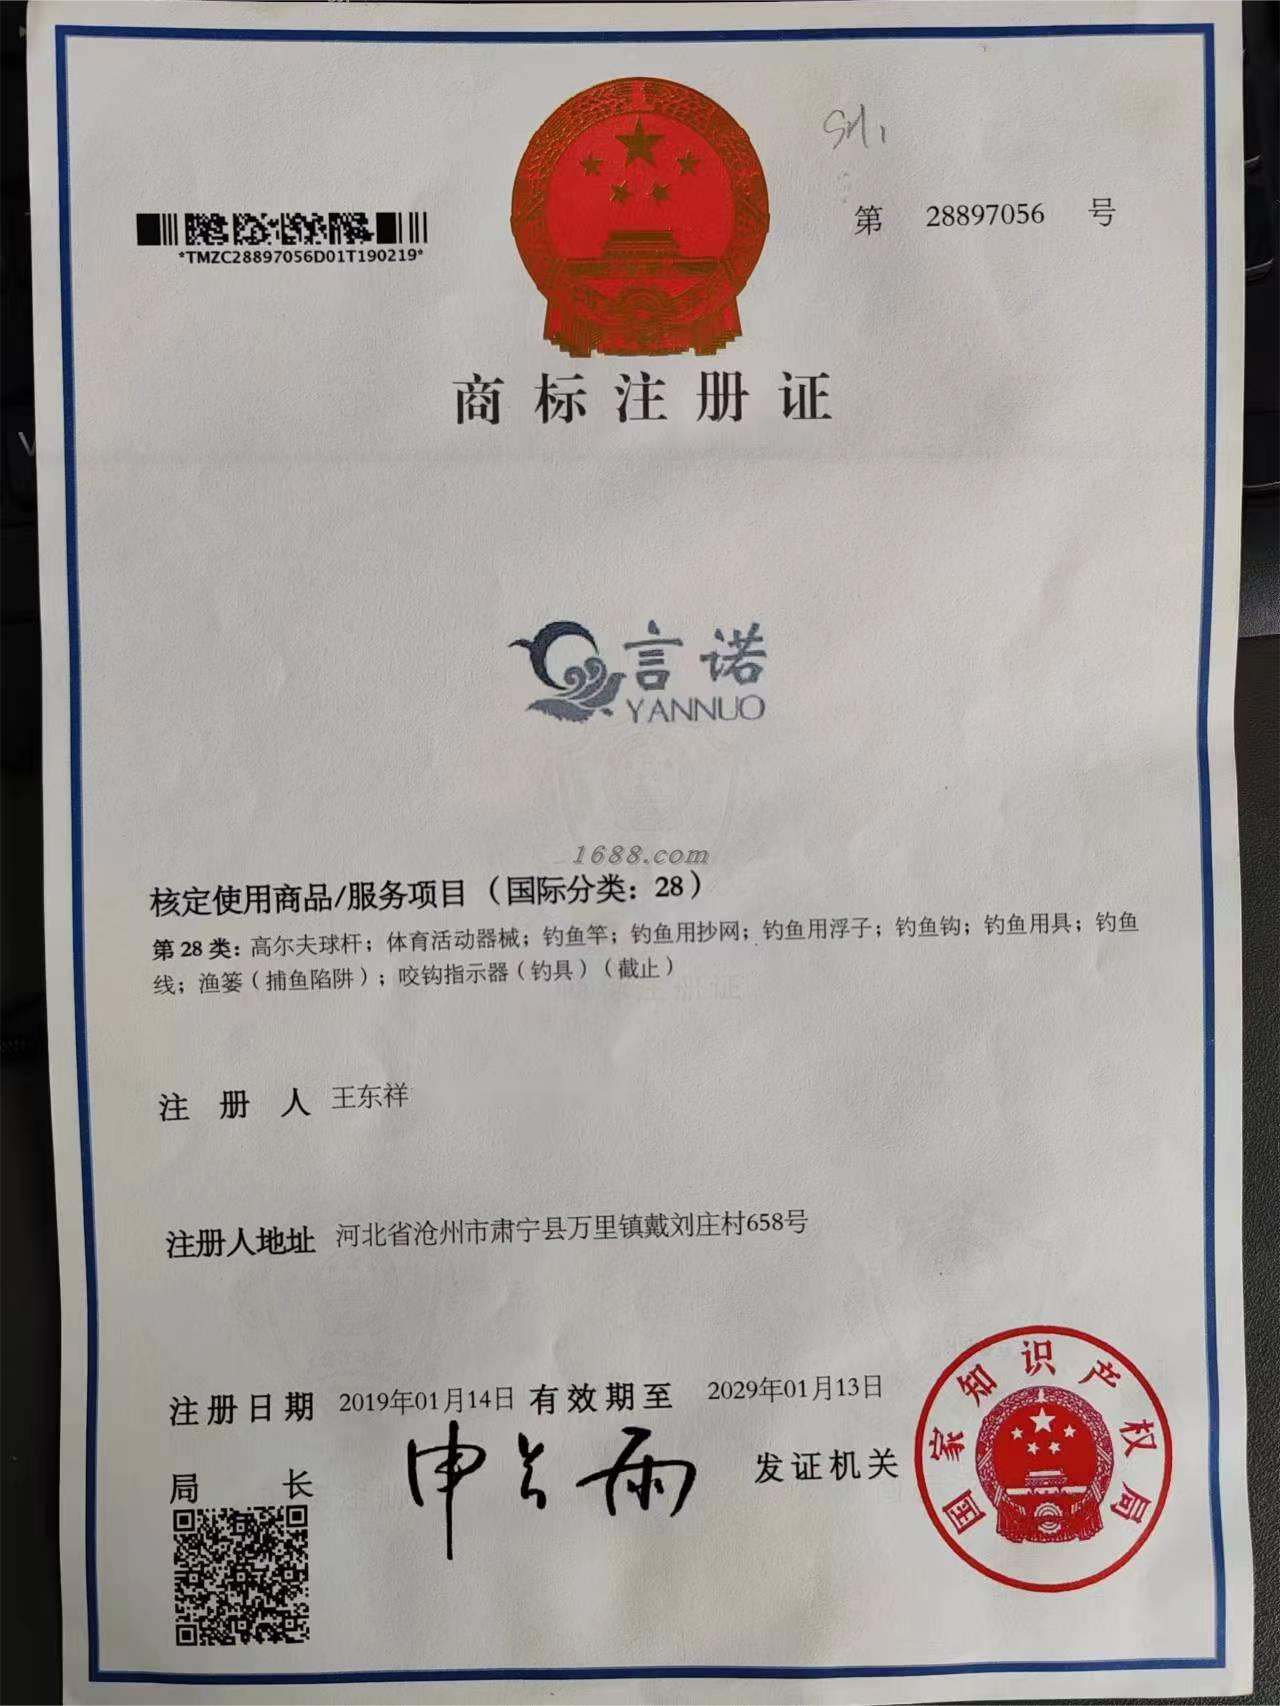 第 28897056 号
*TMZC28897056D01T190219*
商标注册证
言诺
YANNUO
1688.com
核定使用商品/服务项目（国际分类：28）
第28类：高尔夫球杆；体育活动器械；钓鱼竿；钓鱼用抄网；钓鱼用浮子；钓鱼钩；钓鱼用具；钓鱼
线；渔篓（捕鱼陷阱）；咬钩指示器（钓具）（截止）
商标注册证
注册人 王东祥
注册人地址 河北省沧州市肃宁县万里镇戴刘庄村658号
注册日期 2019年01月14日 有效期至 2029年01月13日
局长 申长雨 发证机关
国家知识产权局